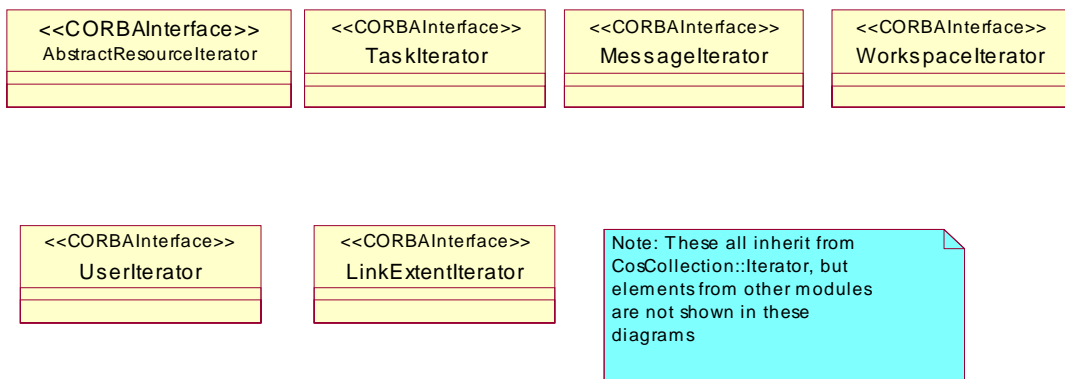 <<CORBAInterface>>
AbstractResourceIterator
<<CORBAInterface>>
TaskIterator
<<CORBAInterface>>
MessageIterator
<<CORBAInterface>>
WorkspaceIterator
<<CORBAInterface>>
UserIterator
<<CORBAInterface>>
LinkExtentIterator
Note: These all inherit from
CosCollection::Iterator, but
elements from other modules
are not shown in these
diagrams